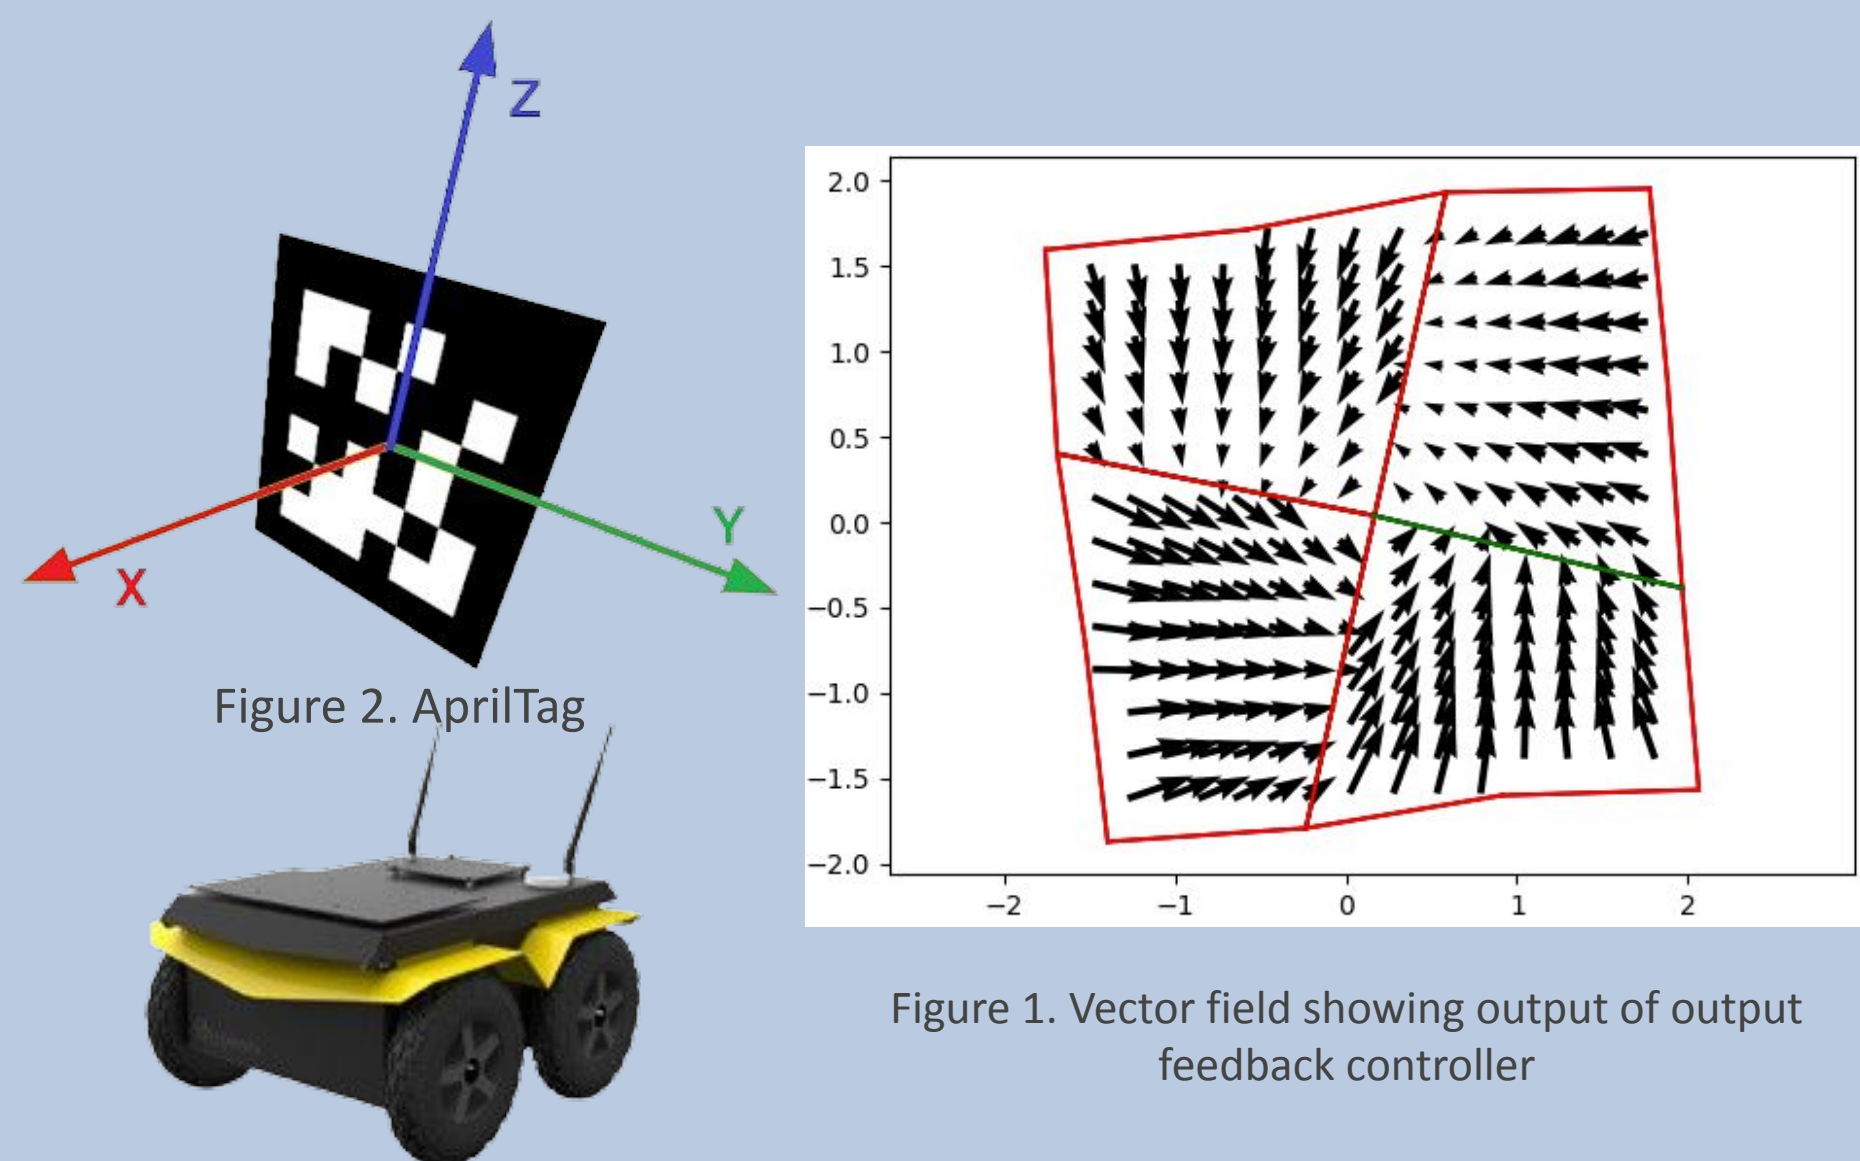 Z
Y
X
Figure 2. AprilTag
2.0
1.5
1.0
0.5
0.0
−0.5
−1.0
−1.5
−2.0
−2 −1 0 1 2
Figure 1. Vector field showing output of output
feedback controller